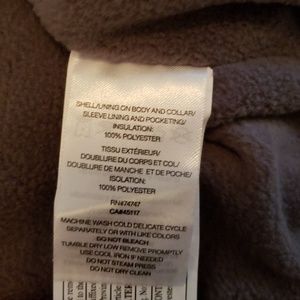 SHELL/LINING ON BODY AND COLLAR/
SLEEVE LINING AND POCKETING/
INSULATION:
100% POLYESTER
TISSU EXTÉRIEUR/
DOUBLURE DU CORPS ET COL/
DOUBLURE DE MANCHE ET DE POCHE/
ISOLATION:
100% POLYESTER
RN#74747
CA#45117
MACHINE WASH COLD DELICATE CYCLE
SEPARATELY OR WITH LIKE COLORS
DO NOT BLEACH
TUMBLE DRY LOW REMOVE PROMPTLY
USE COOL IRON IF NEEDED
DO NOT STEAM PRESS
DO NOT DRY CLEAN